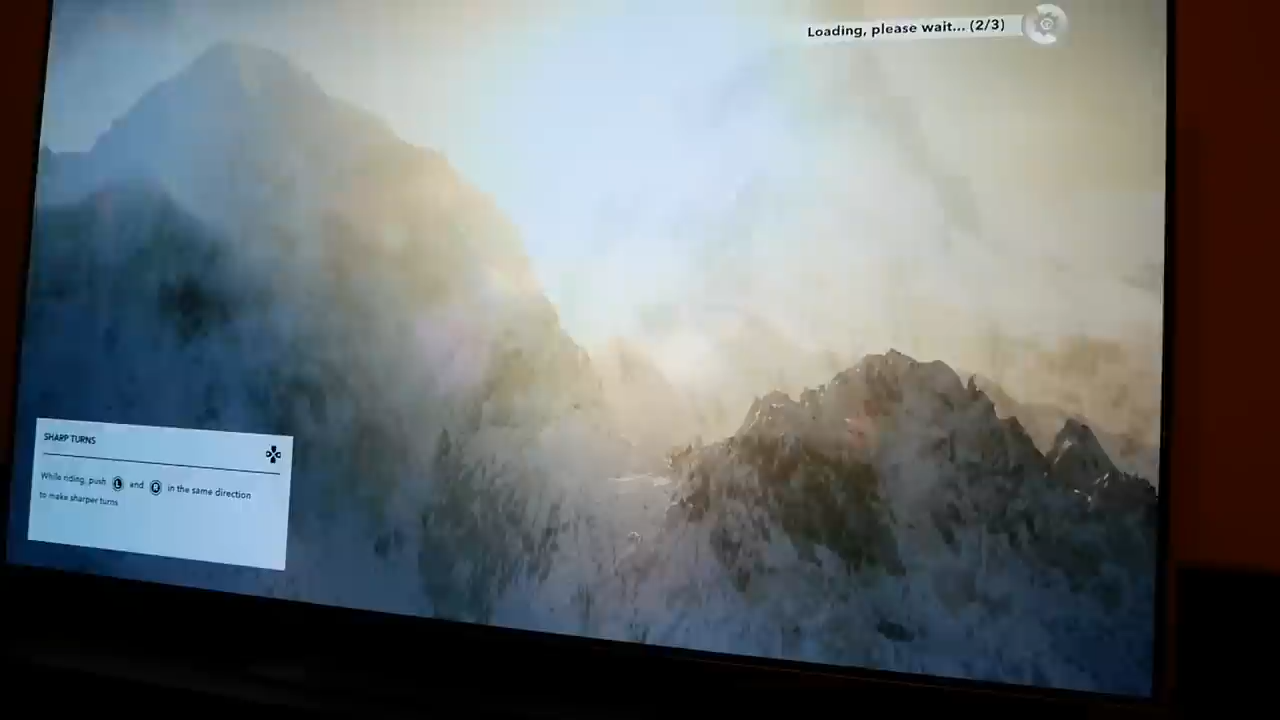 Loading, please wait... (2/3)
SHARP TURNS
While riding, push L and R in the same direction
to make sharper turns